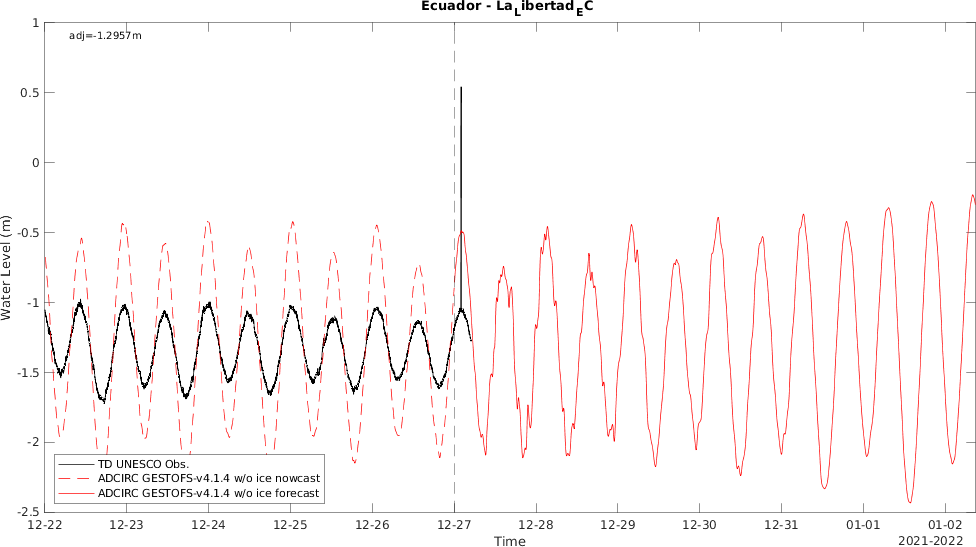 Ecuador - LaLibertadEC
adj=-1.2957m
1
0.5
0
-0.5
-1
-1.5
-2
-2.5
Water Level (m)
TD UNESCO Obs.
ADCIRC GESTOFS-v4.1.4 w/o ice nowcast
ADCIRC GESTOFS-v4.1.4 w/o ice forecast
12-22 12-23 12-24 12-25 12-26 12-27 12-28 12-29 12-30 12-31 01-01 01-02
Time
2021-2022